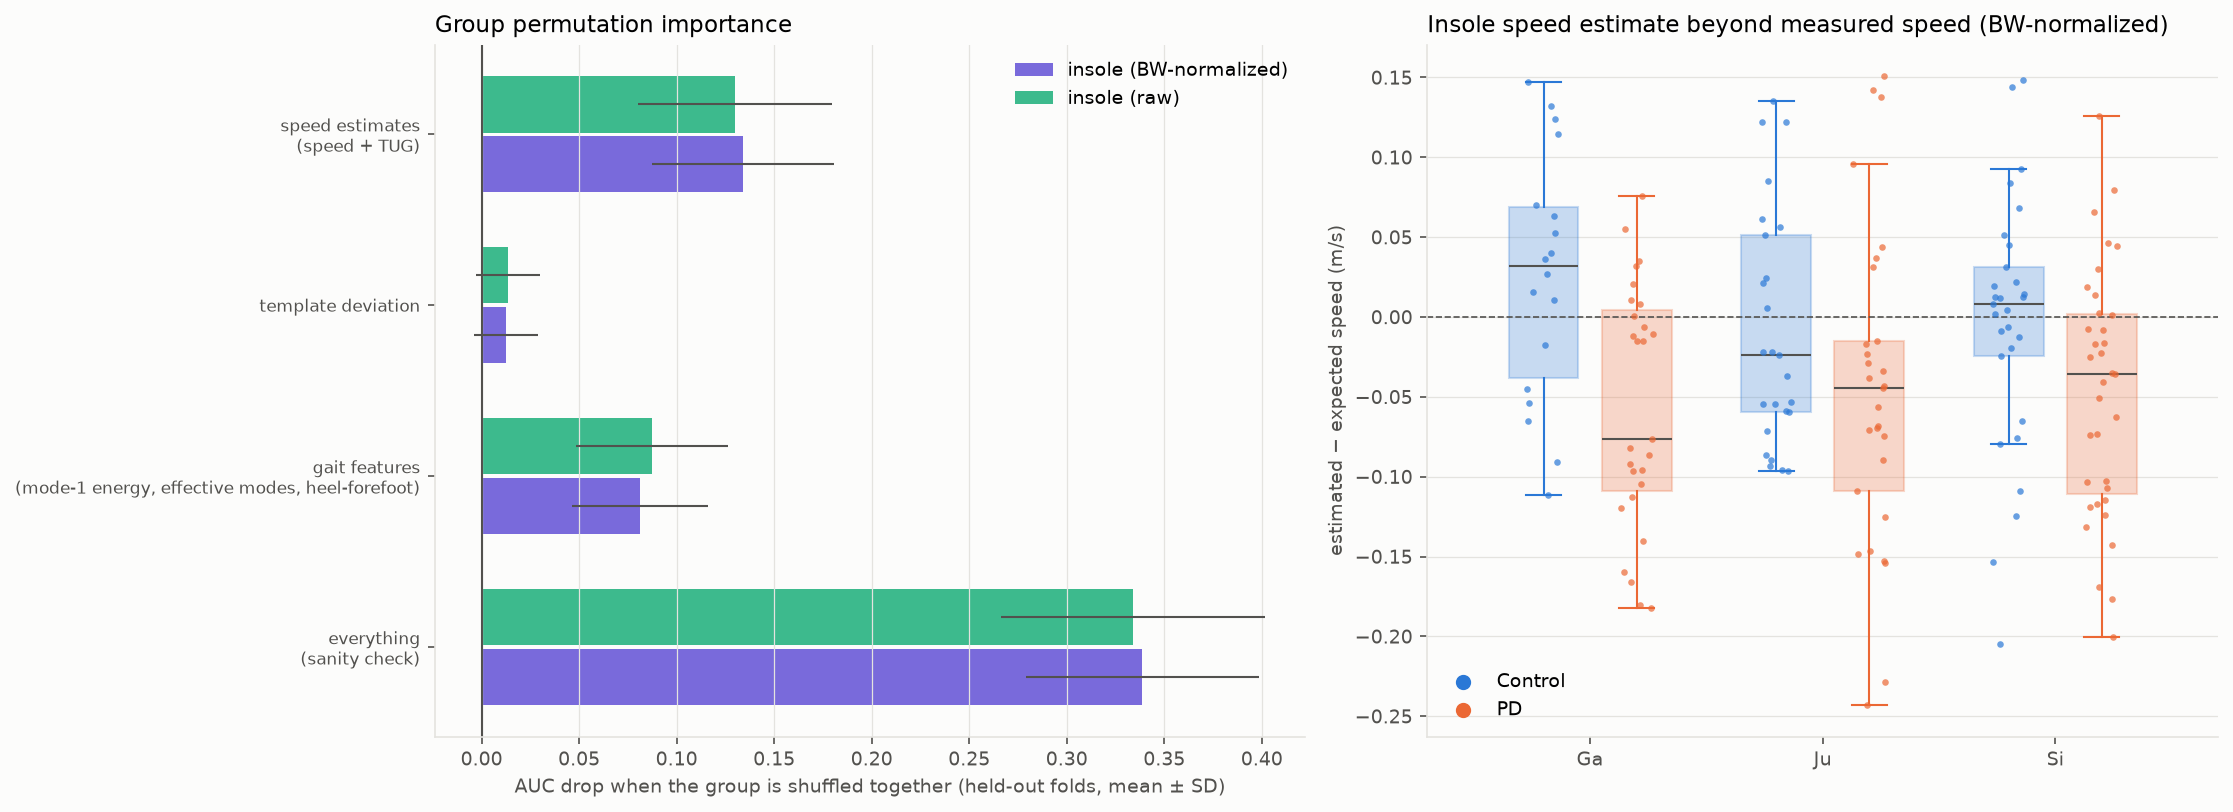 Group permutation importance
insole (BW-normalized)
insole (raw)
speed estimates
(speed + TUG)
template deviation
gait features
(mode-1 energy, effective modes, heel-forefoot)
everything
(sanity check)
0.00 0.05 0.10 0.15 0.20 0.25 0.30 0.35 0.40
AUC drop when the group is shuffled together (held-out folds, mean ± SD)
Insole speed estimate beyond measured speed (BW-normalized)
estimated − expected speed (m/s)
0.15
0.10
0.05
0.00
−0.05
−0.10
−0.15
−0.20
−0.25
Control
PD
Ga Ju Si